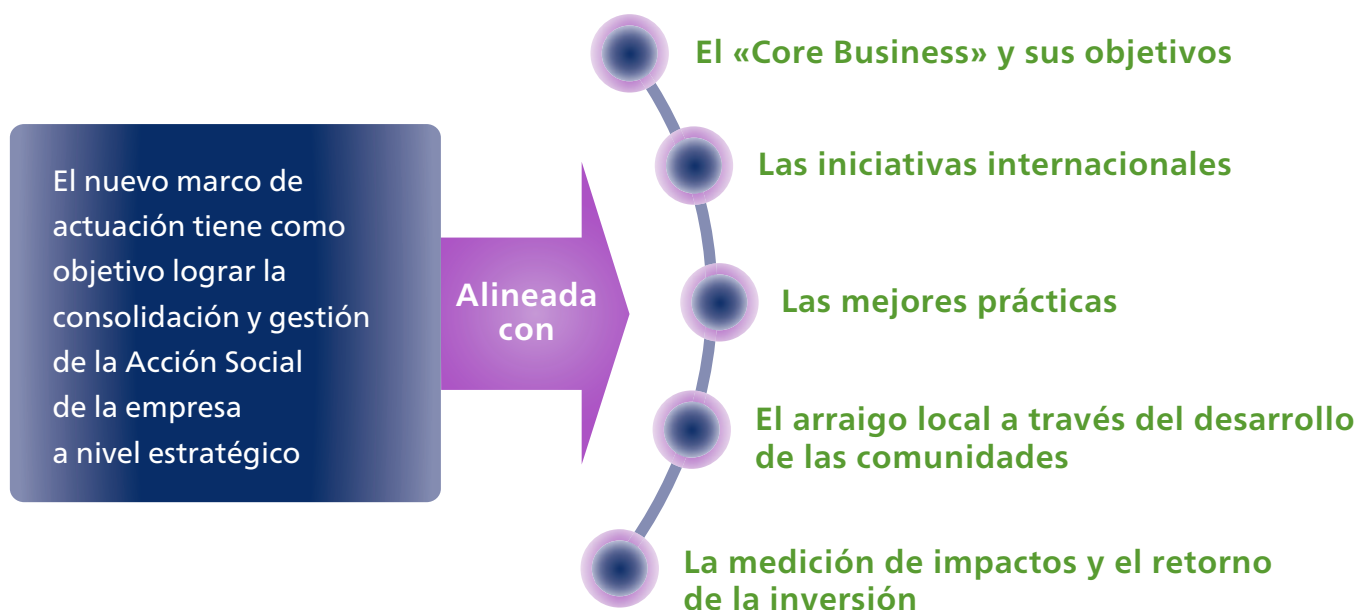 El nuevo marco de
actuación tiene como
objetivo lograr la
consolidación y gestión
de la Acción Social
de la empresa
a nivel estratégico
Alineada
con
El «Core Business» y sus objetivos
Las iniciativas internacionales
Las mejores prácticas
El arraigo local a través del desarrollo
de las comunidades
La medición de impactos y el retorno
de la inversión